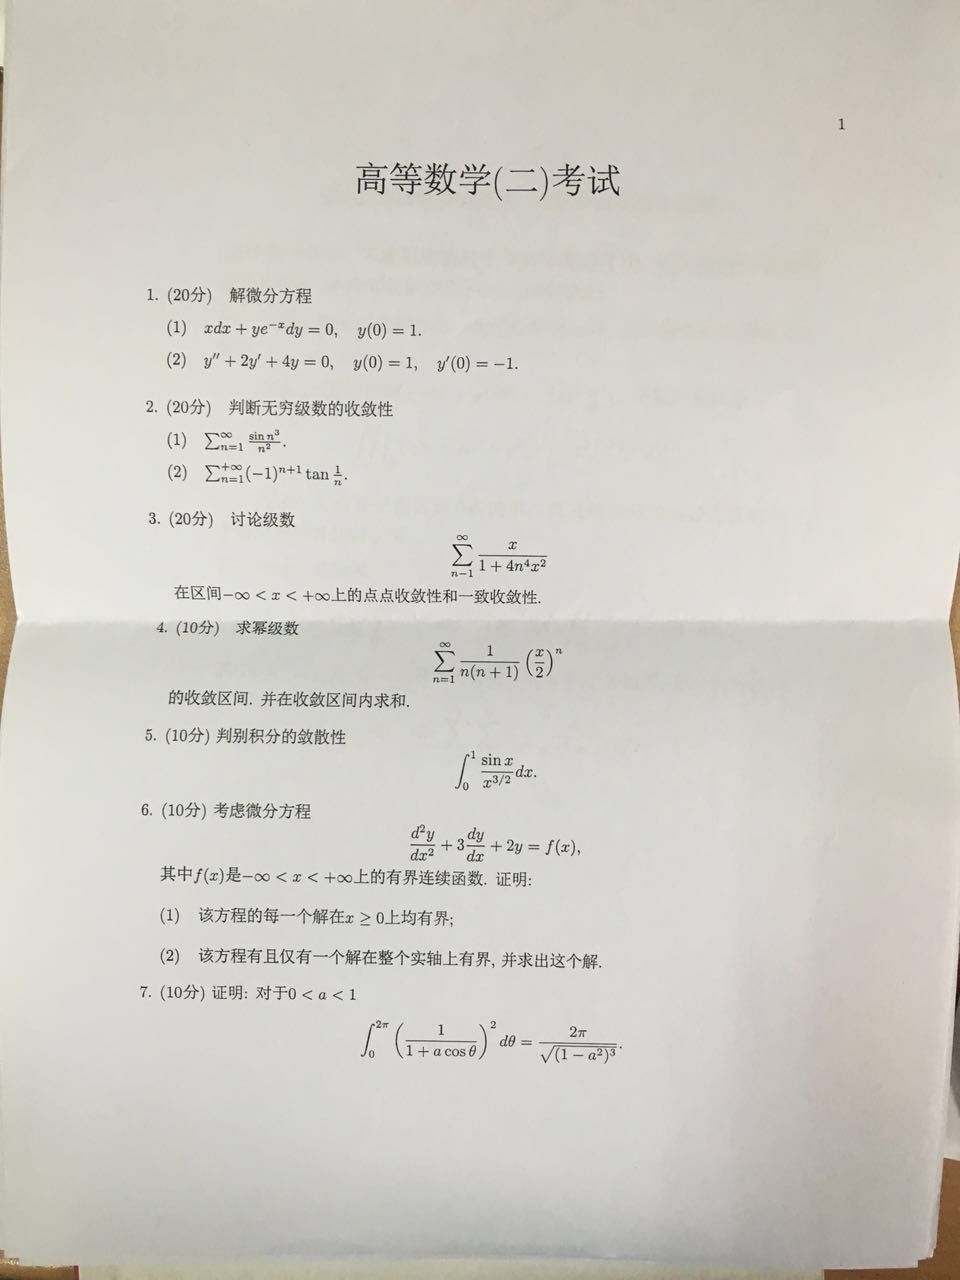 1
高等数学(二)考试
1. (20分) 解微分方程
(1) xdx + ye^{-x}dy = 0, y(0) = 1.
(2) y'' + 2y' + 4y = 0, y(0) = 1, y'(0) = −1.
2. (20分) 判断无穷级数的收敛性
(1) \sum_{n=1}^{\infty} \frac{\sin n^3}{n^2}.
(2) \sum_{n=1}^{+\infty} (-1)^{n+1} \tan \frac{1}{n}.
3. (20分) 讨论级数
\sum_{n-1}^{\infty} \frac{x}{1+4n^4x^2}
在区间−∞ < x < +∞上的点点收敛性和一致收敛性.
4. (10分) 求幂级数
\sum_{n=1}^{\infty} \frac{1}{n(n+1)} \left(\frac{x}{2}\right)^n
的收敛区间. 并在收敛区间内求和.
5. (10分) 判别积分的敛散性
\int_0^1 \frac{\sin x}{x^{3/2}} dx.
6. (10分) 考虑微分方程
\frac{d^2y}{dx^2} + 3\frac{dy}{dx} + 2y = f(x),
其中f(x)是−∞ < x < +∞上的有界连续函数. 证明:
(1) 该方程的每一个解在x ≥ 0上均有界;
(2) 该方程有且仅有一个解在整个实轴上有界, 并求出这个解.
7. (10分) 证明: 对于0 < a < 1
\int_0^{2\pi} \left(\frac{1}{1+a\cos\theta}\right)^2 d\theta = \frac{2\pi}{\sqrt{(1-a^2)^3}}.